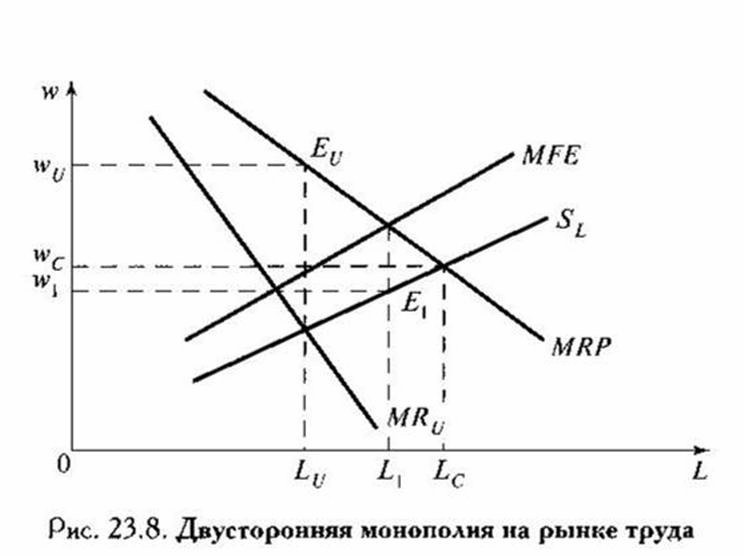 w
w_U
E_U
MFE
S_L
w_C
w_1
E_1
MRP
MR_U
0
L_U
L_1
L_C
L
Рис. 23.8. Двусторонняя монополия на рынке труда